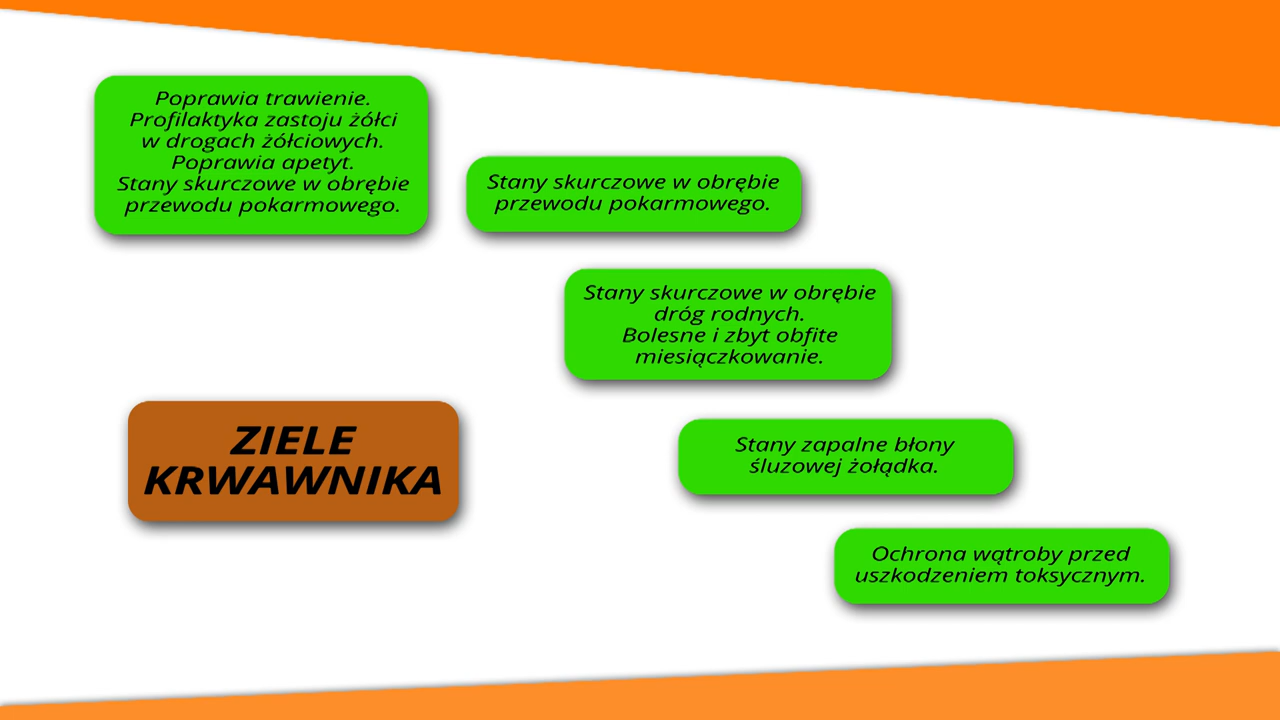 Poprawia trawienie.
Profilaktyka zastoju żółci
w drogach żółciowych.
Poprawia apetyt.
Stany skurczowe w obrębie
przewodu pokarmowego.
Stany skurczowe w obrębie
przewodu pokarmowego.
Stany skurczowe w obrębie
dróg rodnych.
Bolesne i zbyt obfite
miesiączkowanie.
ZIELE
KRWAWNIKA
Stany zapalne błony
śluzowej żołądka.
Ochrona wątroby przed
uszkodzeniem toksycznym.